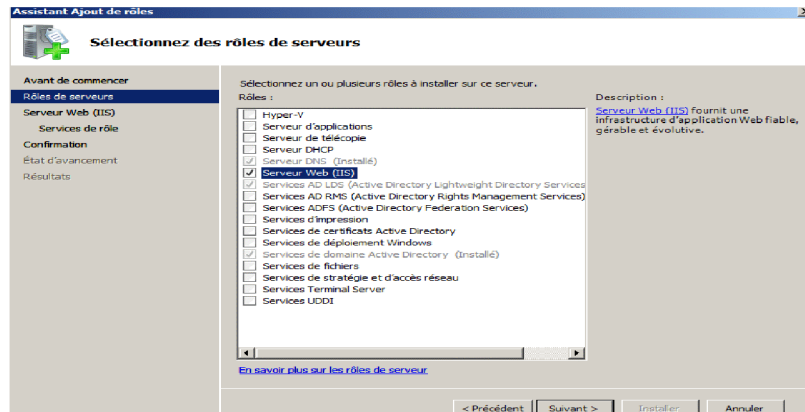 Assistant Ajout de rôles
Sélectionnez des rôles de serveurs
Avant de commencer
Rôles de serveurs
Serveur Web (IIS)
Services de rôle
Confirmation
État d'avancement
Résultats
Sélectionnez un ou plusieurs rôles à installer sur ce serveur.
Rôles :
Hyper-V
Serveur d'applications
Serveur de télécopie
Serveur DHCP
Serveur DNS (Installé)
Serveur Web (IIS)
Services AD LDS (Active Directory Lightweight Directory Services
Services AD RMS (Active Directory Rights Management Services)
Services ADFS (Active Directory Federation Services)
Services d'impression
Services de certificats Active Directory
Services de déploiement Windows
Services de domaine Active Directory (Installé)
Services de fichiers
Services de stratégie et d'accès réseau
Services Terminal Server
Services UDDI
En savoir plus sur les rôles de serveur
Description :
Serveur Web (IIS) fournit une
infrastructure d'application Web fiable,
gérable et évolutive.
< Précédent Suivant > Installer Annuler